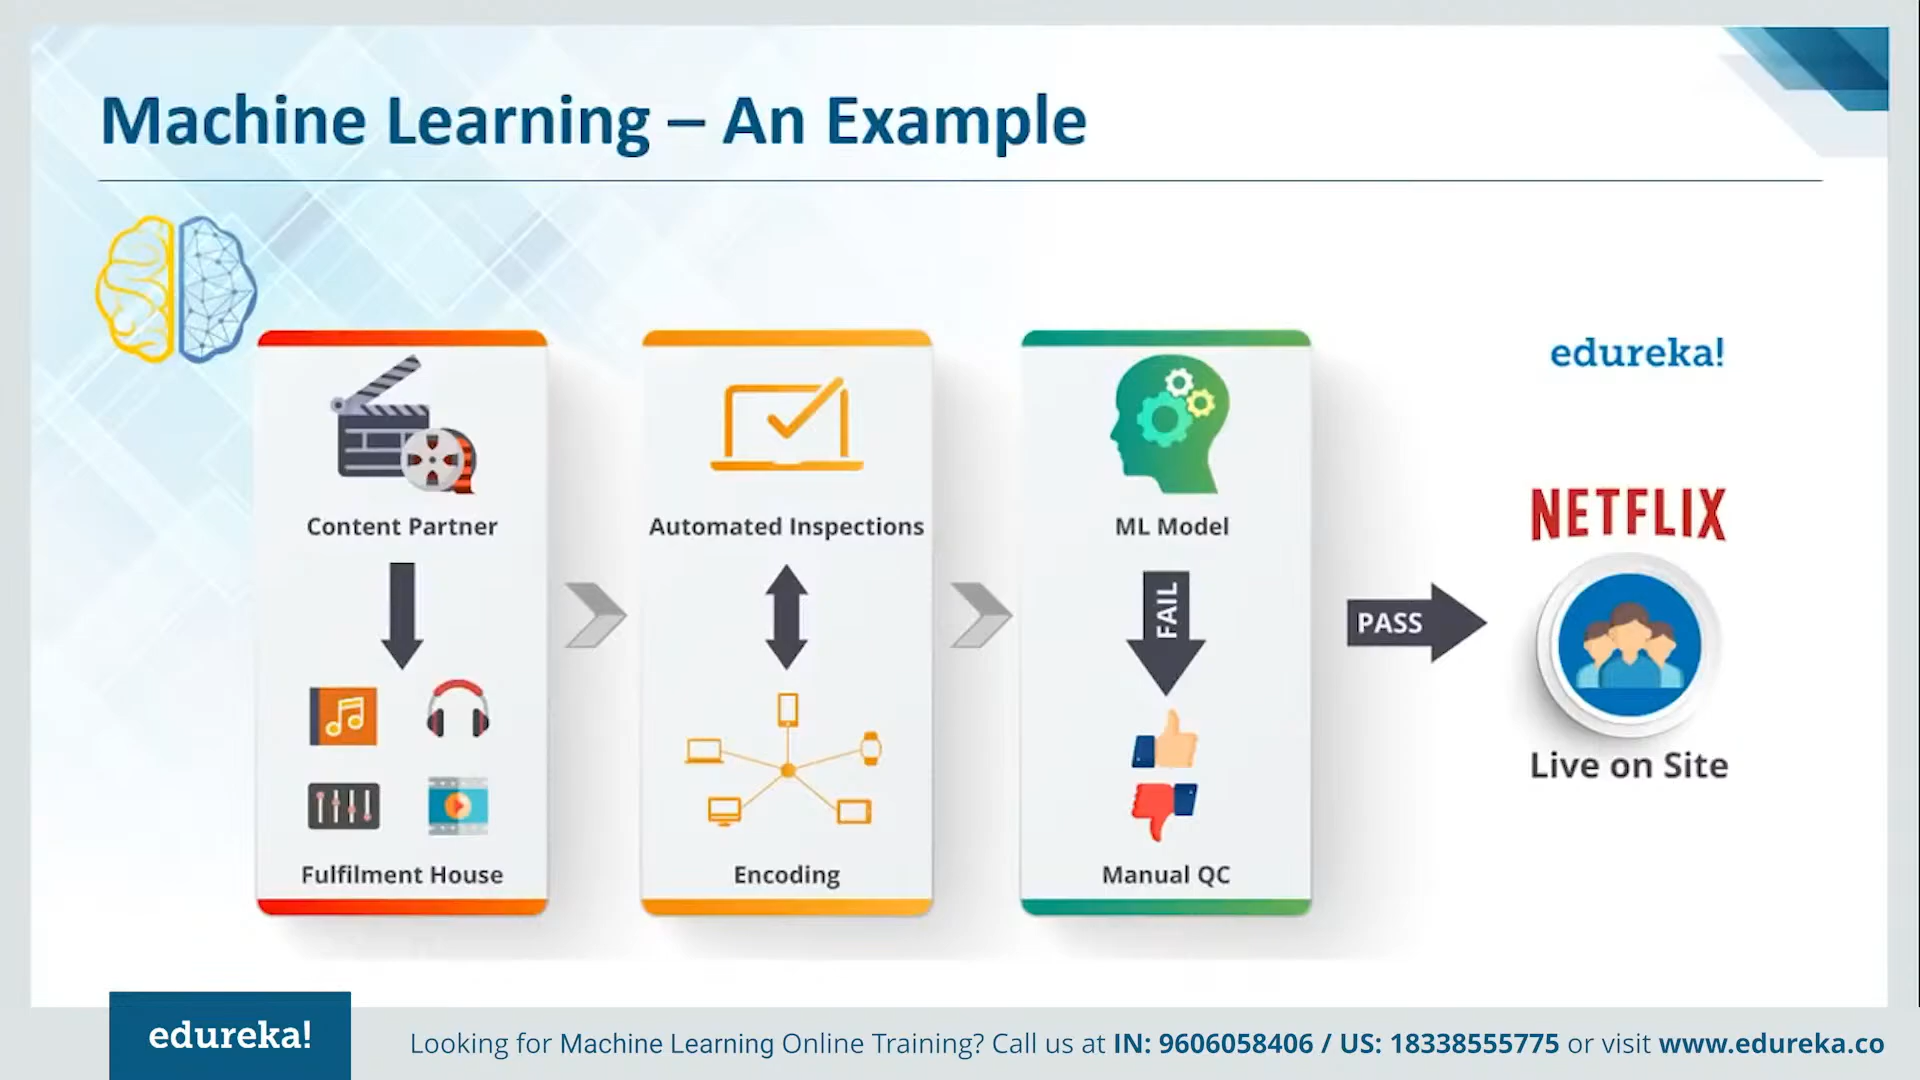 Machine Learning – An Example
edureka!
Content Partner
Fulfilment House
Automated Inspections
Encoding
ML Model
FAIL
Manual QC
PASS
NETFLIX
Live on Site
edureka!
Looking for Machine Learning Online Training? Call us at IN: 9606058406 / US: 18338555775 or visit www.edureka.co